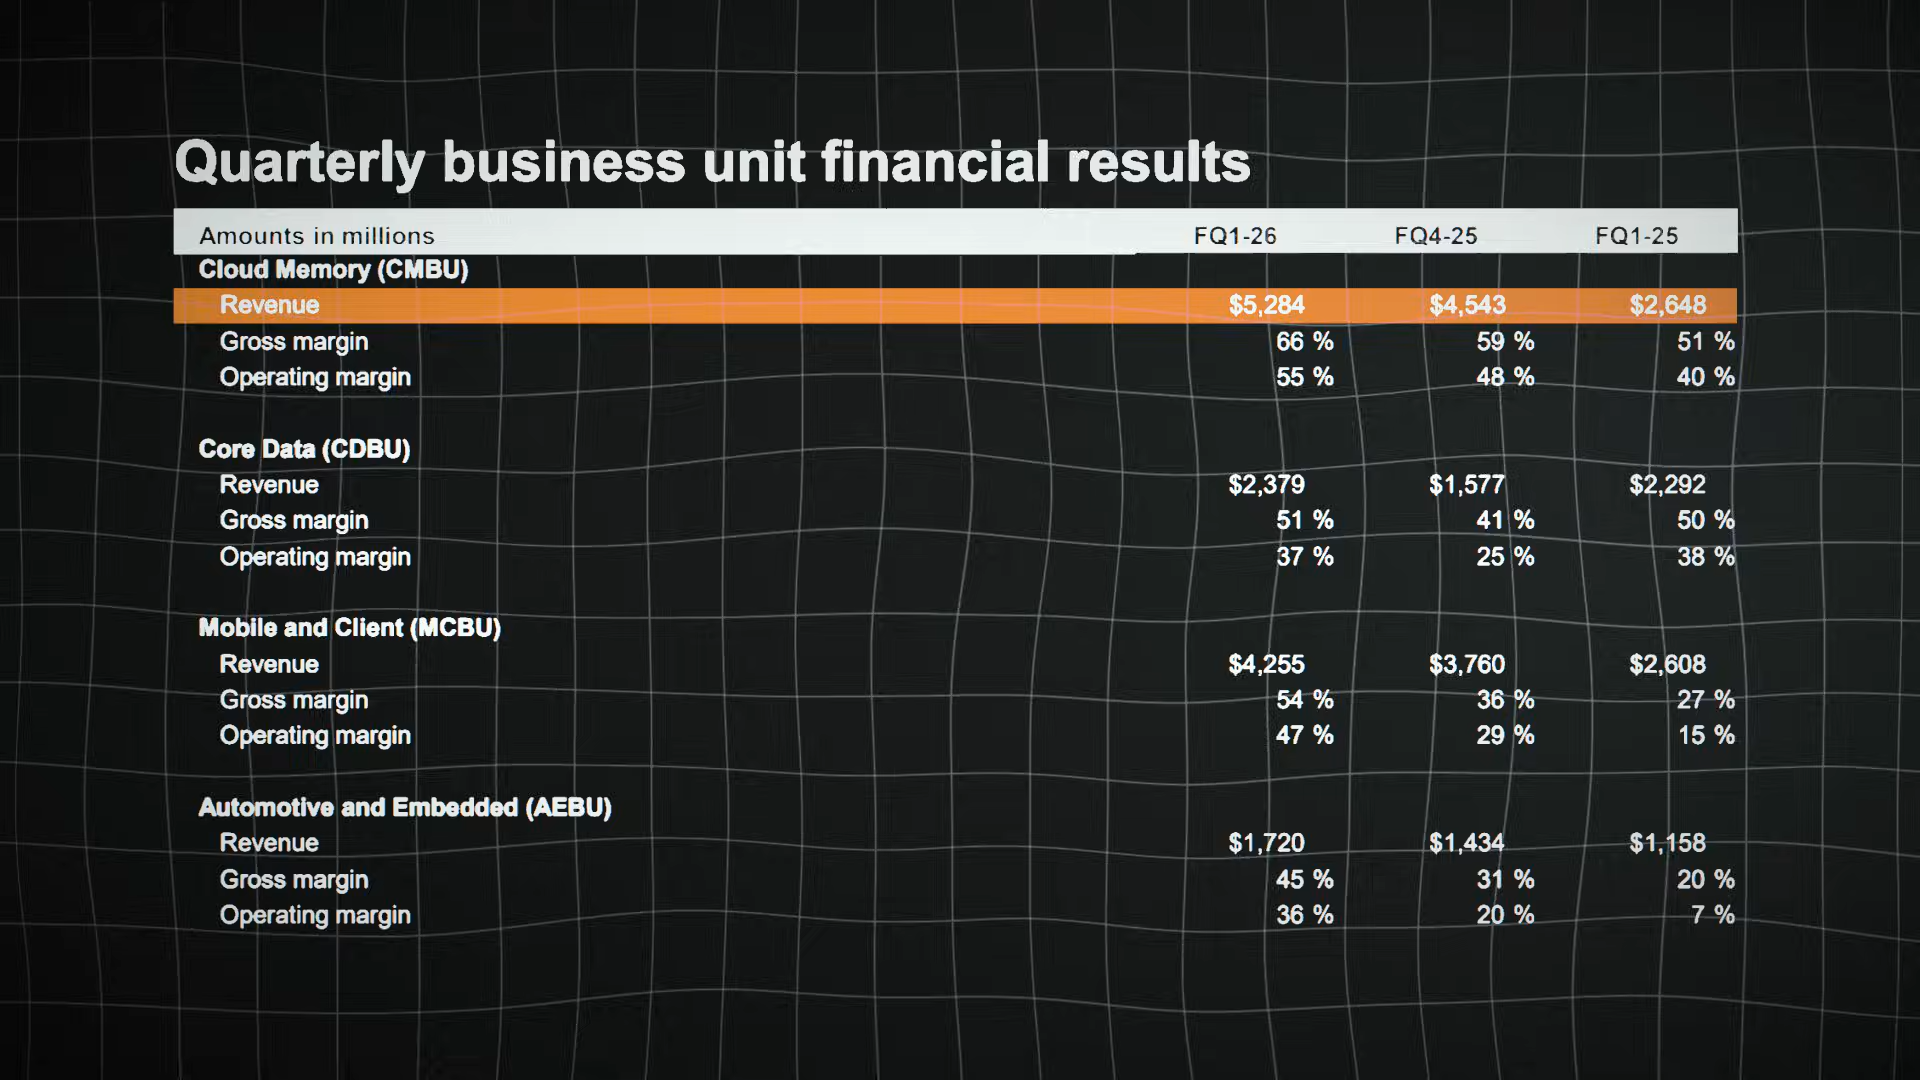 Quarterly business unit financial results
Amounts in millions FQ1-26 FQ4-25 FQ1-25
Cloud Memory (CMBU)
Revenue $5,284 $4,543 $2,648
Gross margin 66 % 59 % 51 %
Operating margin 55 % 48 % 40 %
Core Data (CDBU)
Revenue $2,379 $1,577 $2,292
Gross margin 51 % 41 % 50 %
Operating margin 37 % 25 % 38 %
Mobile and Client (MCBU)
Revenue $4,255 $3,760 $2,608
Gross margin 54 % 36 % 27 %
Operating margin 47 % 29 % 15 %
Automotive and Embedded (AEBU)
Revenue $1,720 $1,434 $1,158
Gross margin 45 % 31 % 20 %
Operating margin 36 % 20 % 7 %